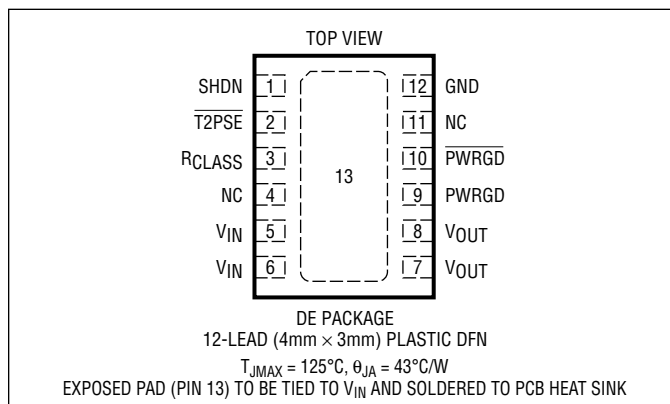 TOP VIEW
SHDN 1 12 GND
T2PSE 2 11 NC
RCLASS 3 10 PWRGD
13
NC 4 9 PWRGD
VIN 5 8 VOUT
VIN 6 7 VOUT
DE PACKAGE
12-LEAD (4mm × 3mm) PLASTIC DFN
TJMAX = 125°C, θJA = 43°C/W
EXPOSED PAD (PIN 13) TO BE TIED TO VIN AND SOLDERED TO PCB HEAT SINK